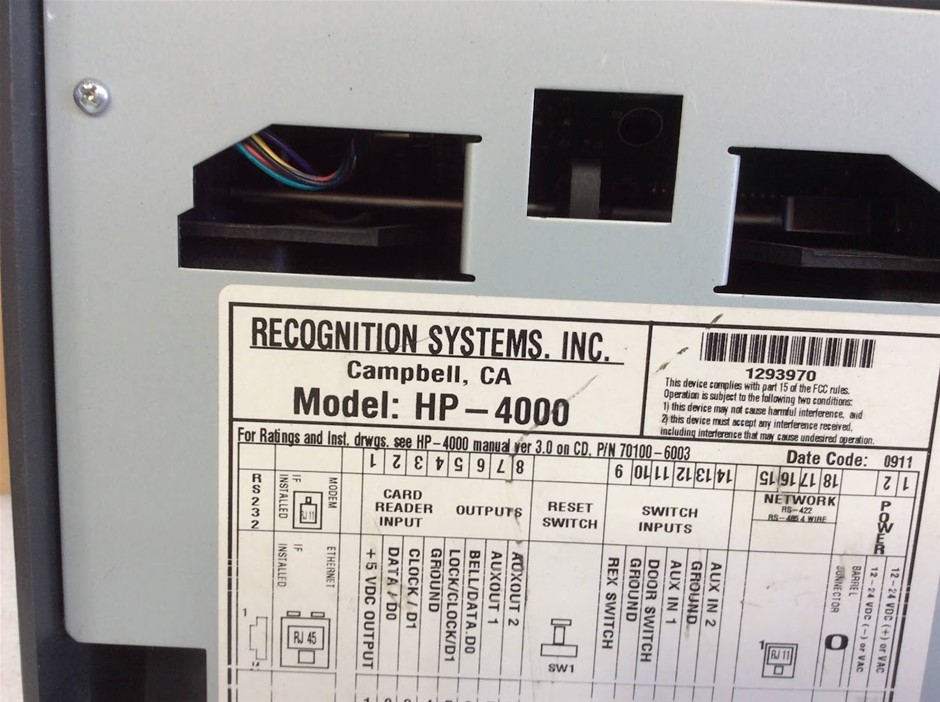 RECOGNITION SYSTEMS. INC.
Campbell, CA
Model: HP-4000
1293970
This device complies with part 15 of the FCC rules.
Operation is subject to the following two conditions:
1) this device may not cause harmful interference, and
2) this device must accept any interference received,
including interference that may cause undesired operation.
For Ratings and Inst. drwgs. see HP-4000 manual ver 3.0 on CD. P/N 70100-6003
Date Code: 0911
1 2 3 4 5 6 7 8
9 10 11 12 13 14
15 16 17 18
2 1
RS232
MODEM
IF
INSTALLED
RJ 11
CARD
READER
INPUT
OUTPUTS
RESET
SWITCH
SWITCH
INPUTS
NETWORK
RS-422
RS-485 4 WIRE
POWER
ETHERNET
IF
INSTALLED
1
RJ 45
+5 VDC OUTPUT
DATA / D0
CLOCK / D1
GROUND
LOCK/CLOCK/D1
BELL/DATA.D0
AUXOUT 1
AUXOUT 2
SW1
REX SWITCH
GROUND
DOOR SWITCH
AUX IN 1
GROUND
AUX IN 2
1
RJ 11
BARREL
CONNECTOR
12-24 VDC (-) or VAC
12-24 VDC (+) or VAC